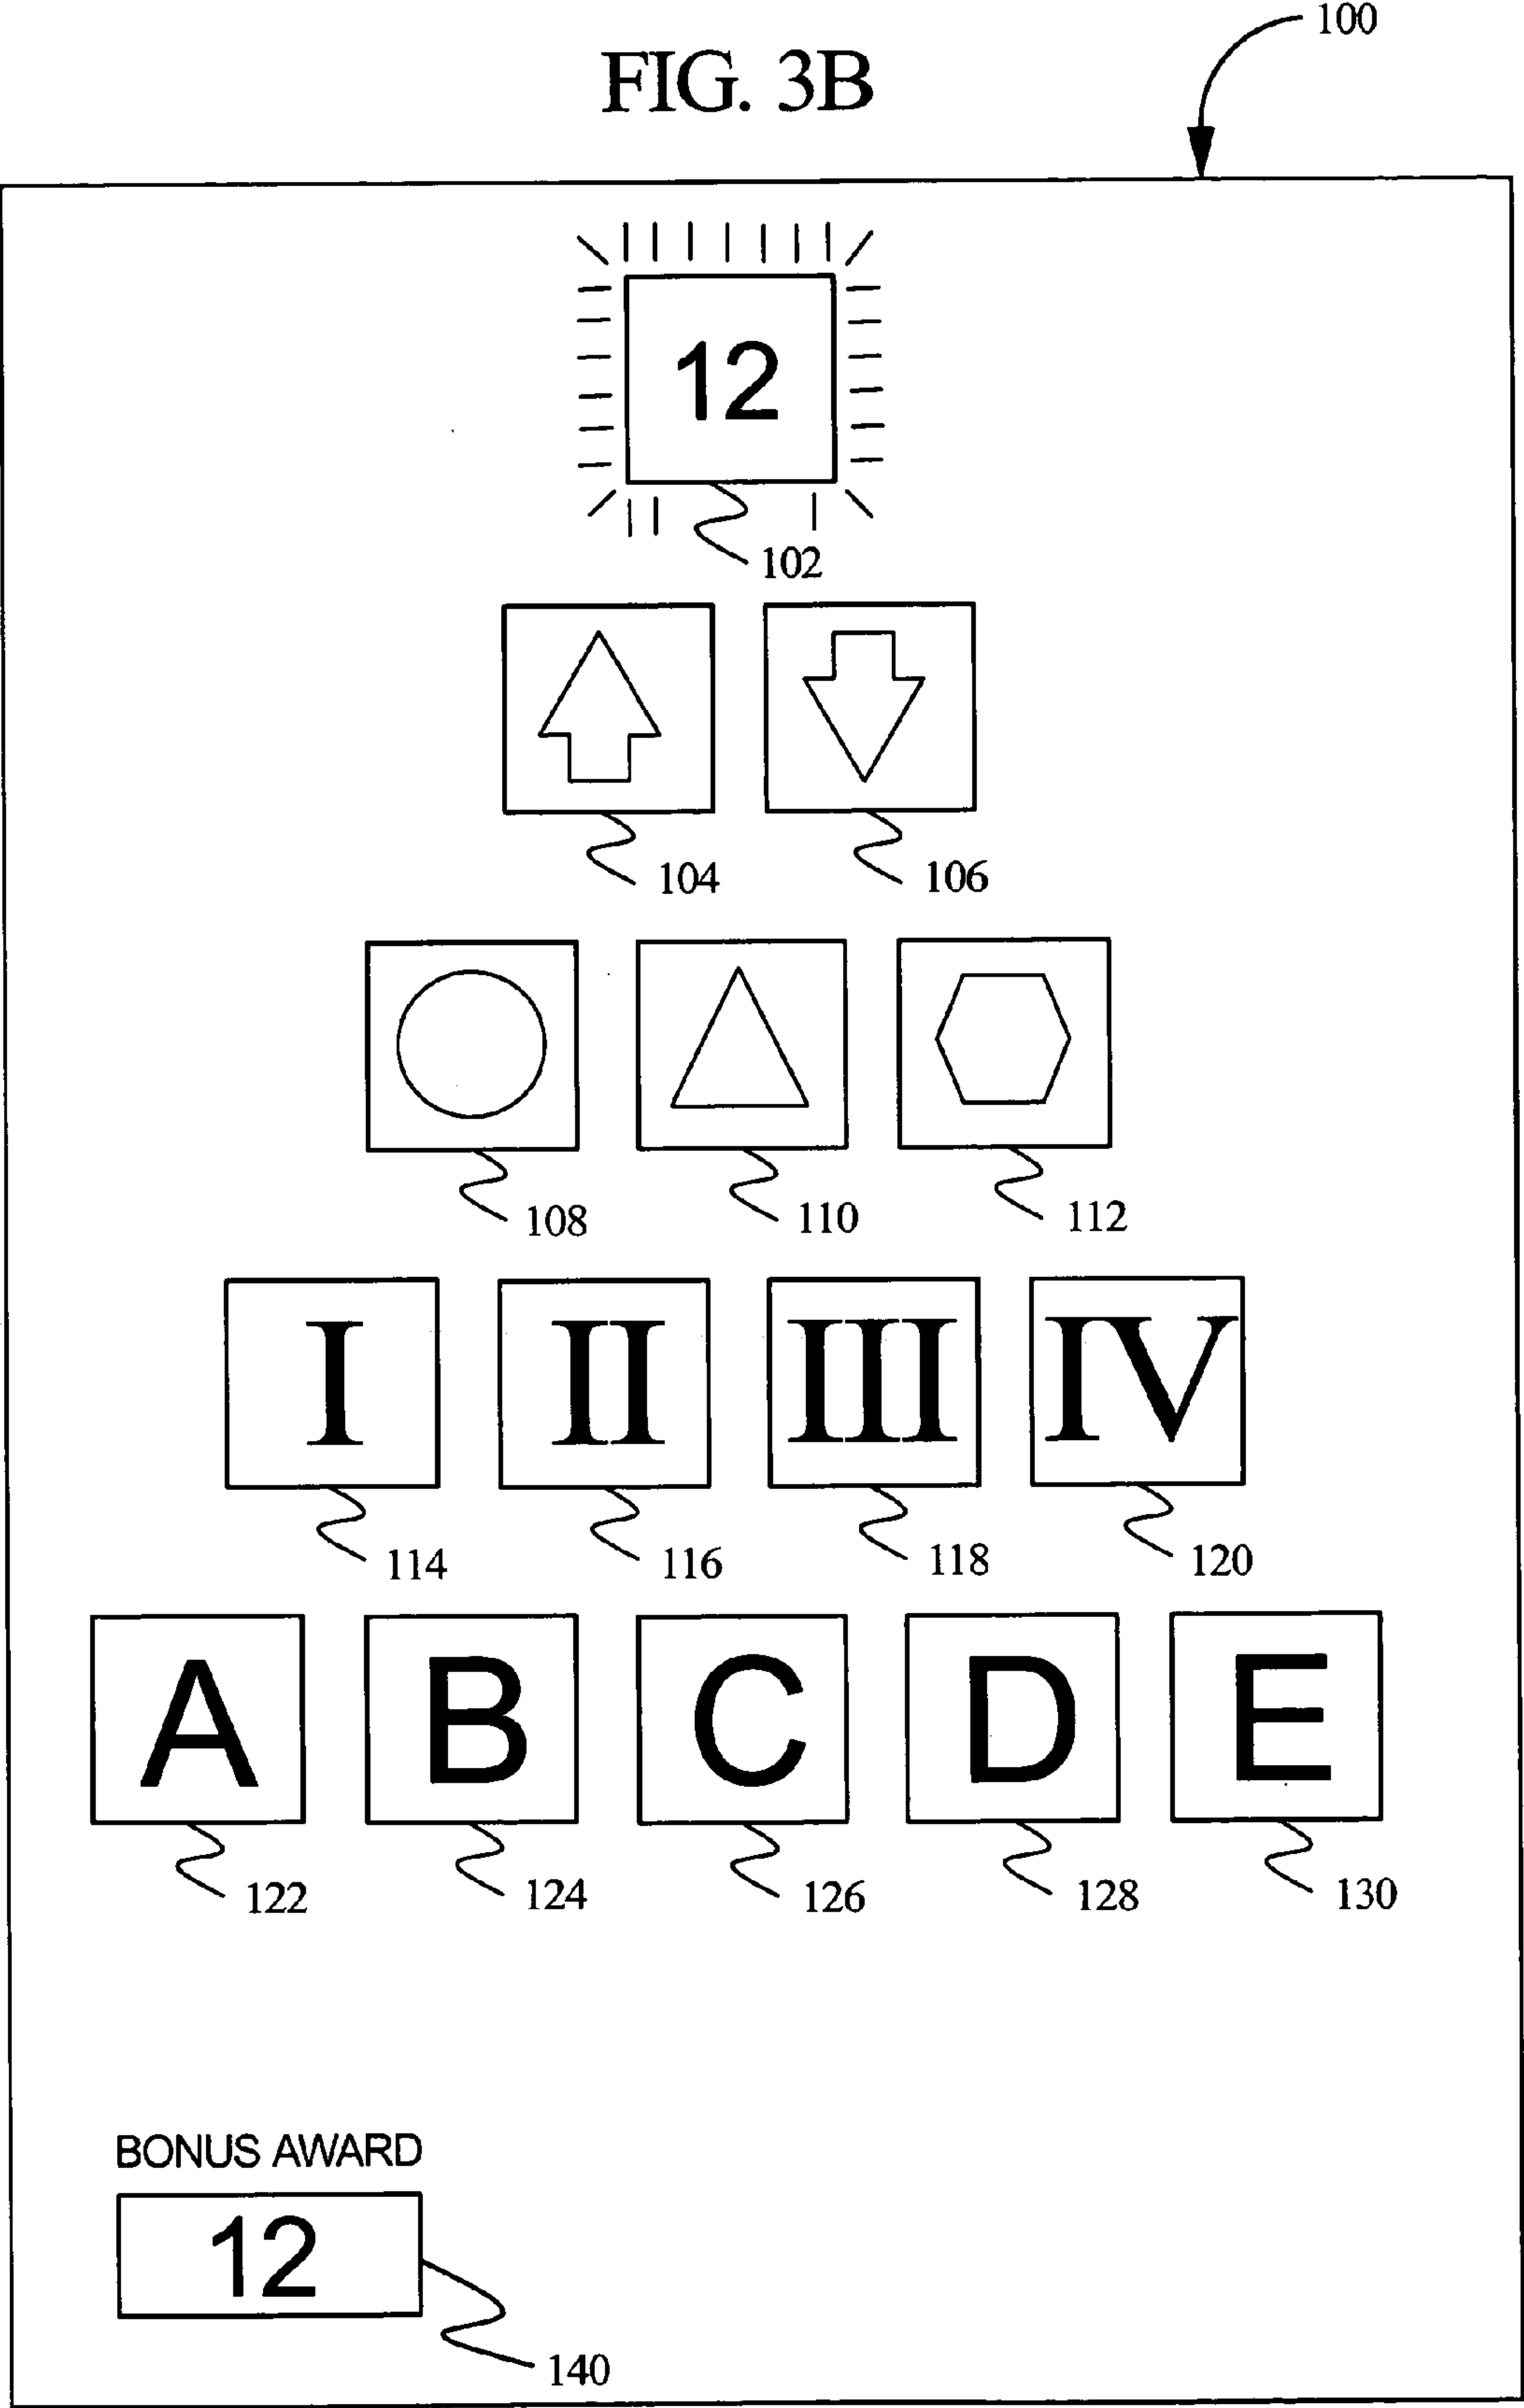 100
FIG. 3B
12
102
104 106
108 110 112
I II III IV
114 116 118 120
A B C D E
122 124 126 128 130
BONUS AWARD
12
140